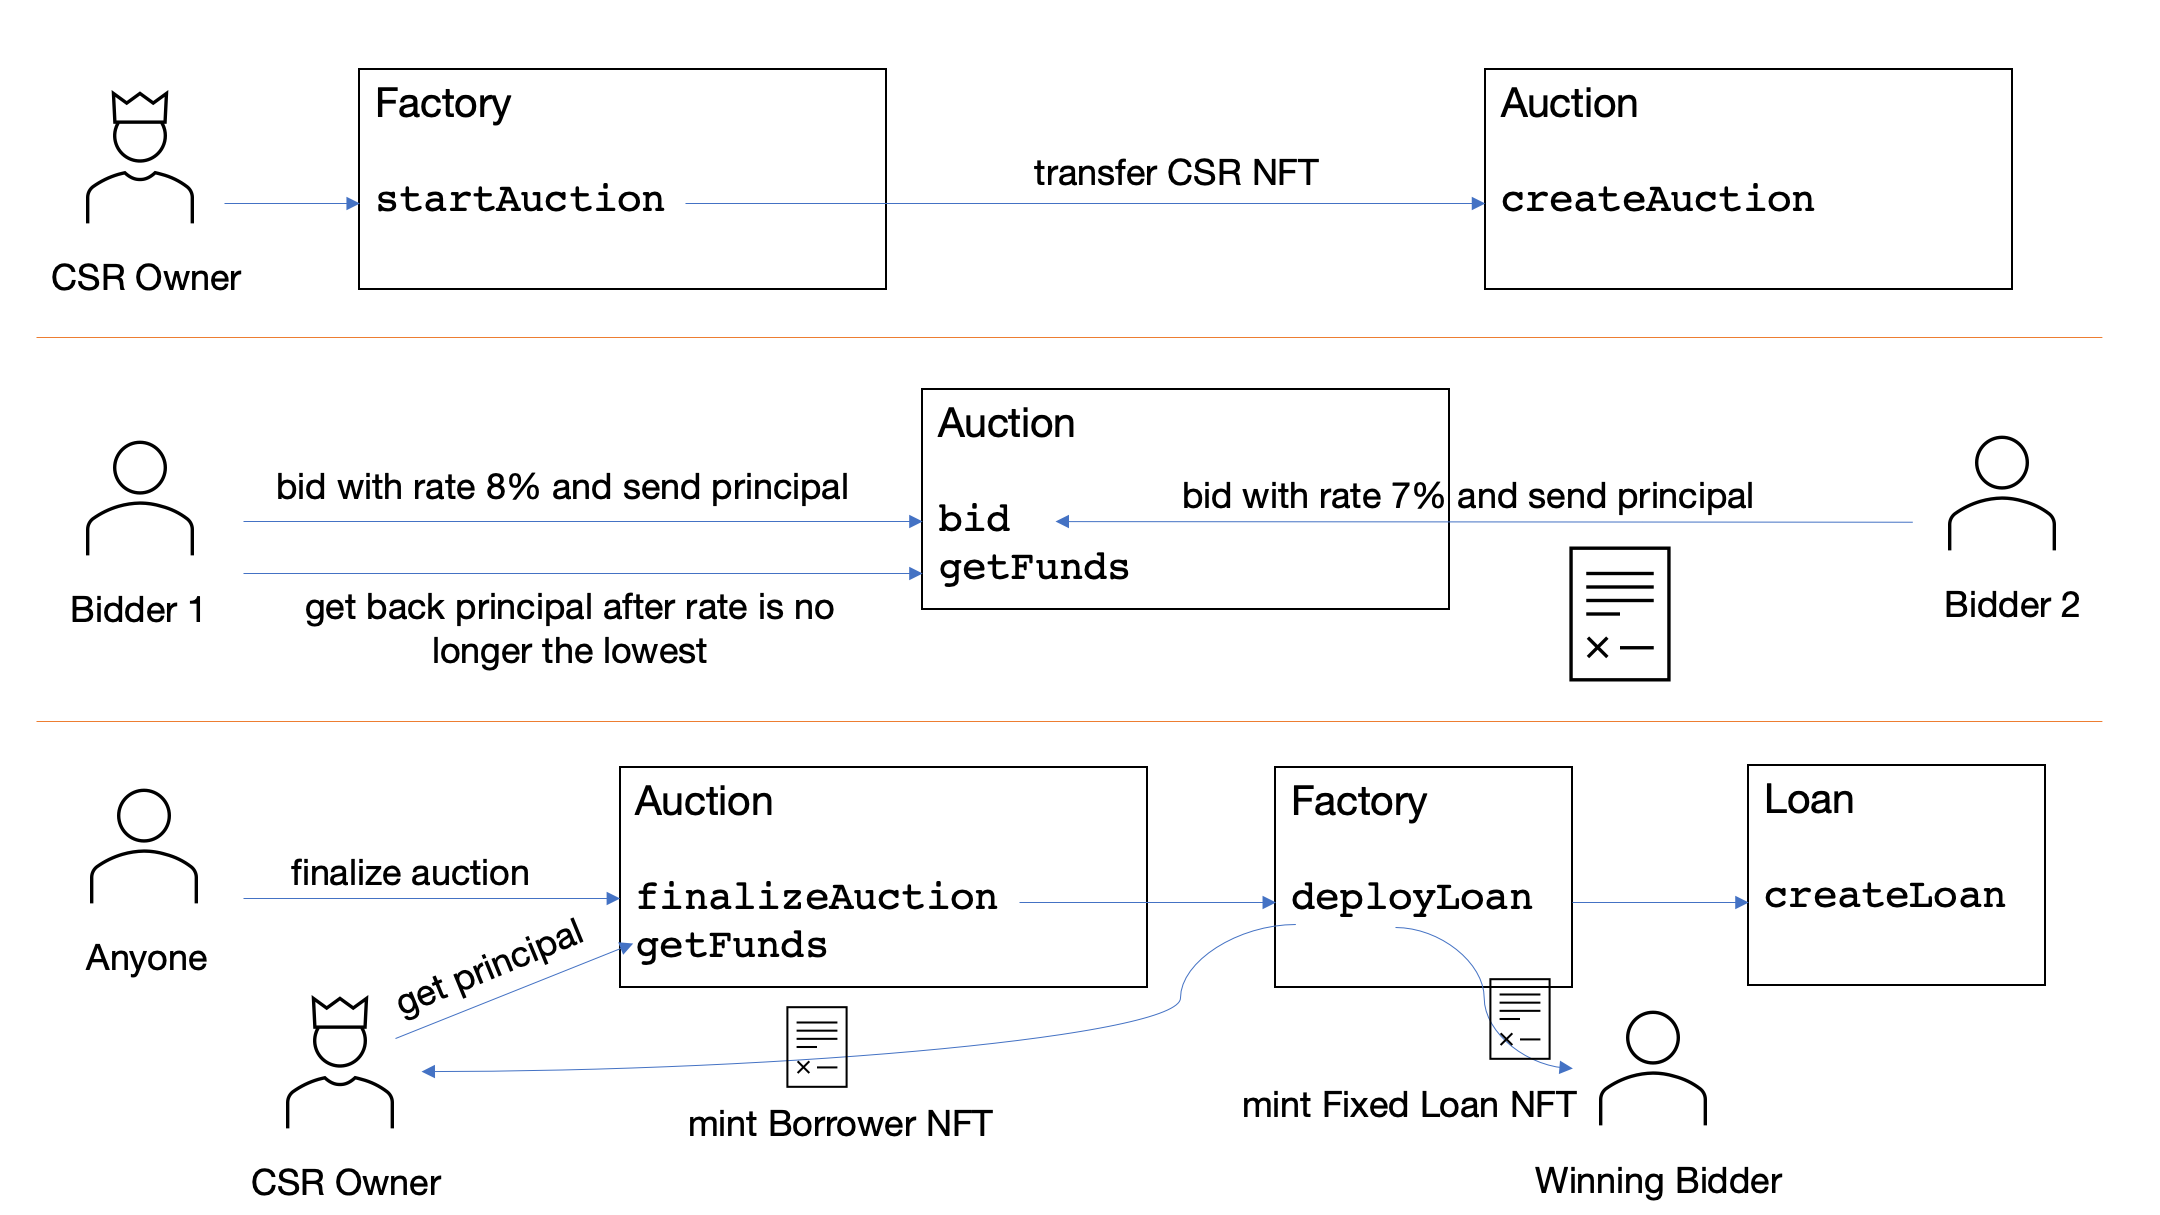 Factory
Auction
startAuction
transfer CSR NFT
createAuction
CSR Owner
Auction
bid with rate 8% and send principal
bid with rate 7% and send principal
bid
getFunds
get back principal after rate is no
longer the lowest
Bidder 1
Bidder 2
Auction
Factory
Loan
finalize auction
finalizeAuction
deployLoan
createLoan
getFunds
get principal
Anyone
mint Borrower NFT
mint Fixed Loan NFT
CSR Owner
Winning Bidder